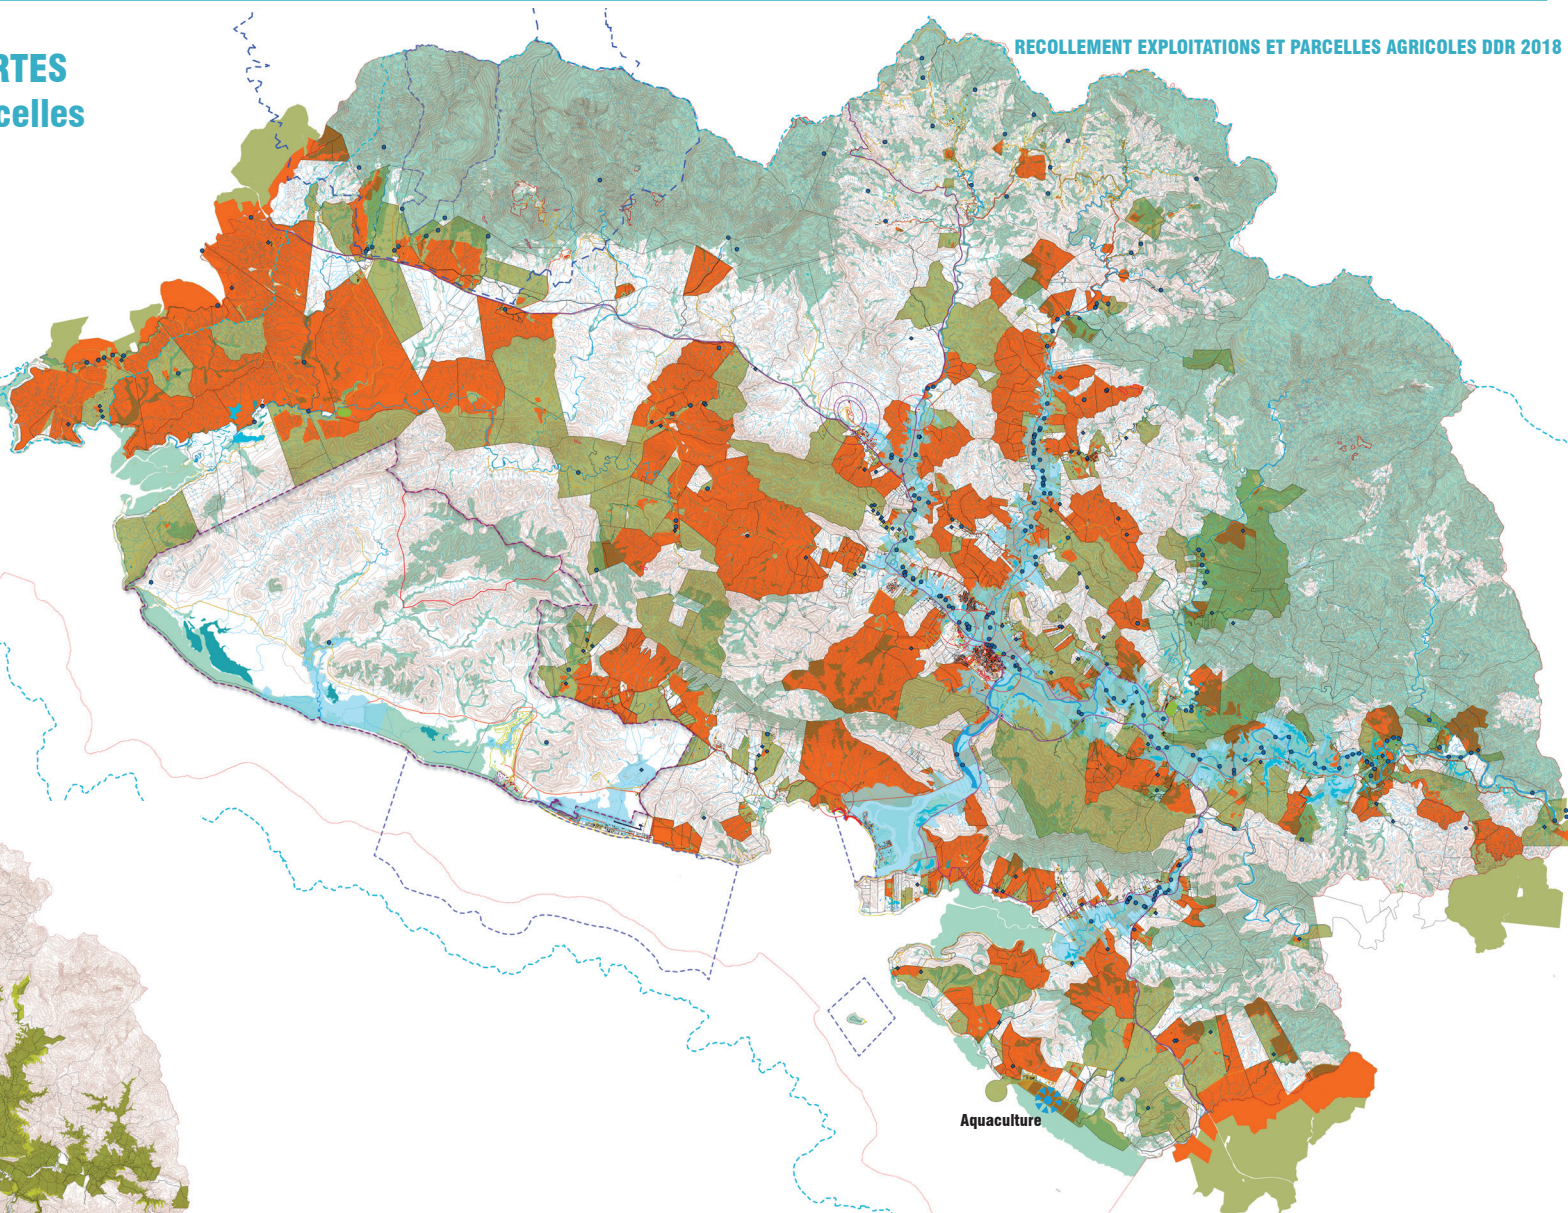 RTES
celles
RECOLLEMENT EXPLOITATIONS ET PARCELLES AGRICOLES DDR 2018
Aquaculture